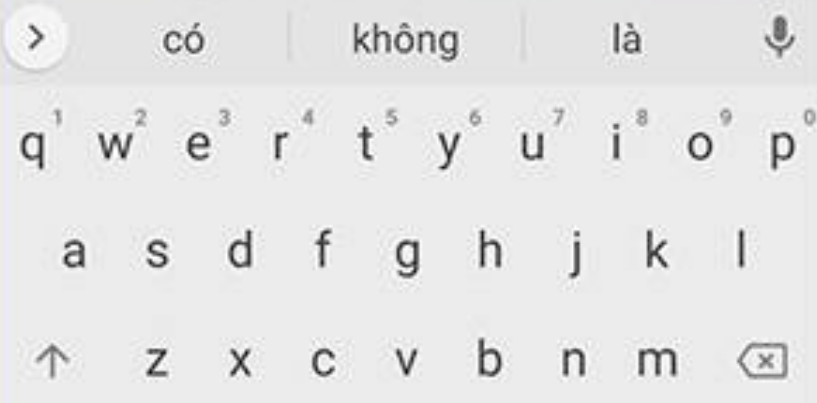 có không là
q1 w2 e3 r4 t5 y6 u7 i8 o9 p0
a s d f g h j k l
z x c v b n m